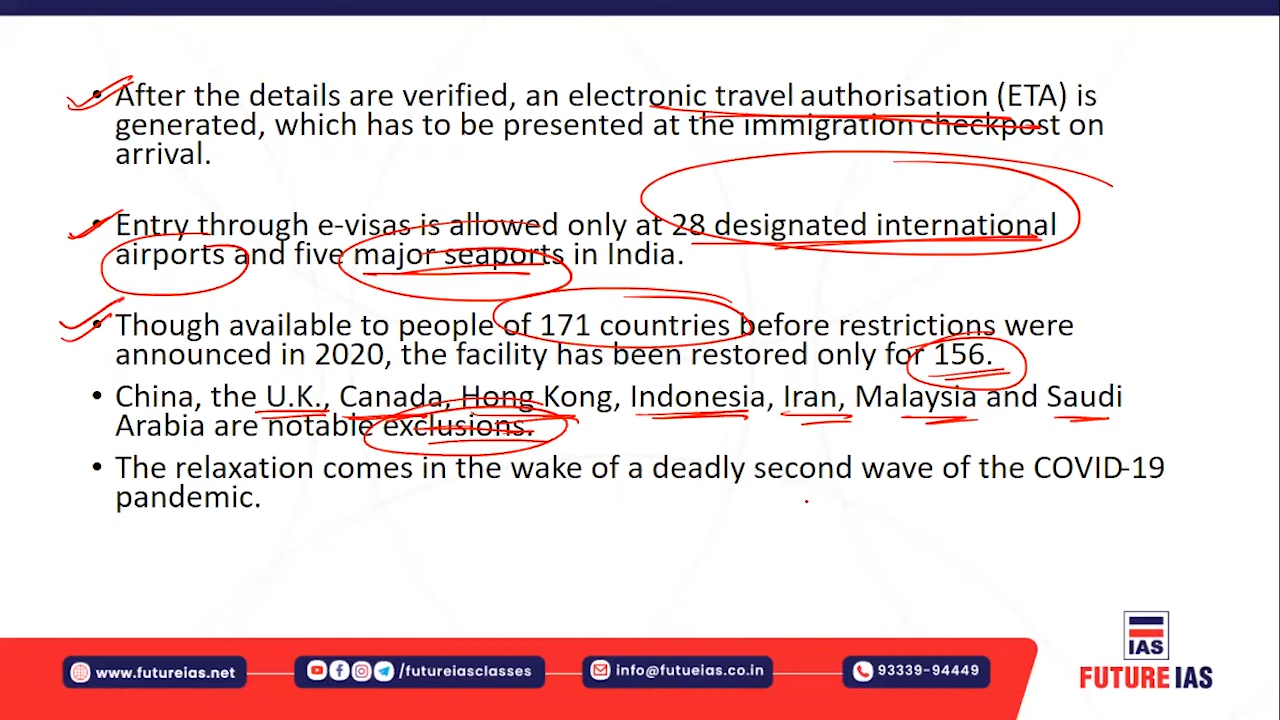 • After the details are verified, an electronic travel authorisation (ETA) is
generated, which has to be presented at the immigration checkpost on
arrival.
• Entry through e-visas is allowed only at 28 designated international
airports and five major seaports in India.
• Though available to people of 171 countries before restrictions were
announced in 2020, the facility has been restored only for 156.
• China, the U.K., Canada, Hong Kong, Indonesia, Iran, Malaysia and Saudi
Arabia are notable exclusions.
• The relaxation comes in the wake of a deadly second wave of the COVID-19
pandemic.
IAS
FUTURE IAS
www.futureias.net
/futureiasclasses
info@futueias.co.in
93339-94449